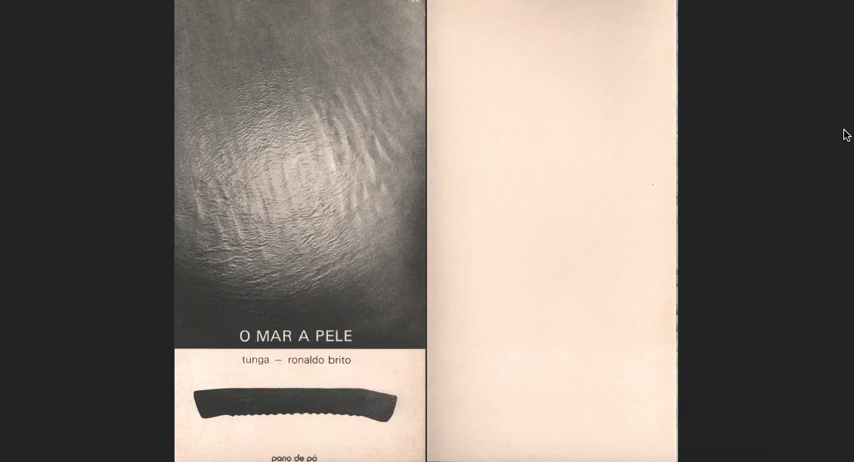 O MAR A PELE
tunga — ronaldo brito
pano de pó